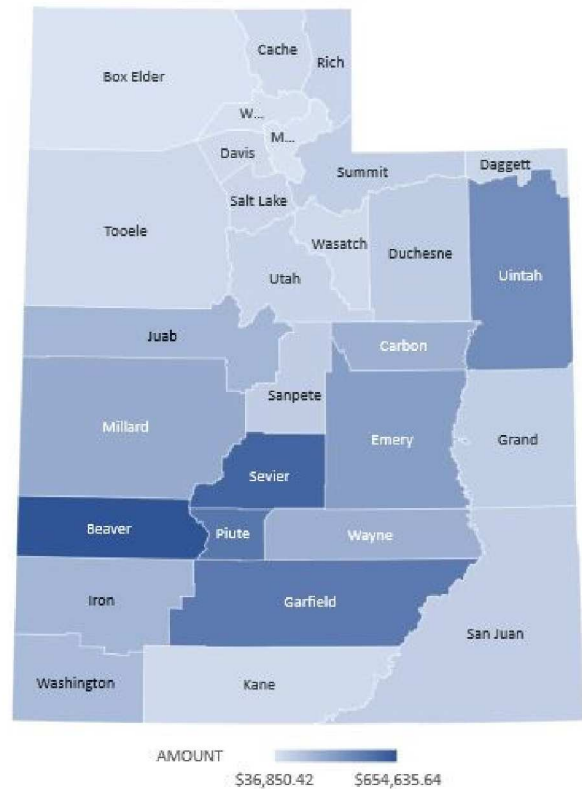 Cache
Rich
Box Elder
W...
M...
Davis
Summit
Daggett
Salt Lake
Tooele
Wasatch
Duchesne
Uintah
Utah
Juab
Carbon
Sanpete
Millard
Emery
Grand
Sevier
Beaver
Piute
Wayne
Iron
Garfield
San Juan
Washington
Kane
AMOUNT
$36,850.42 $654,635.64